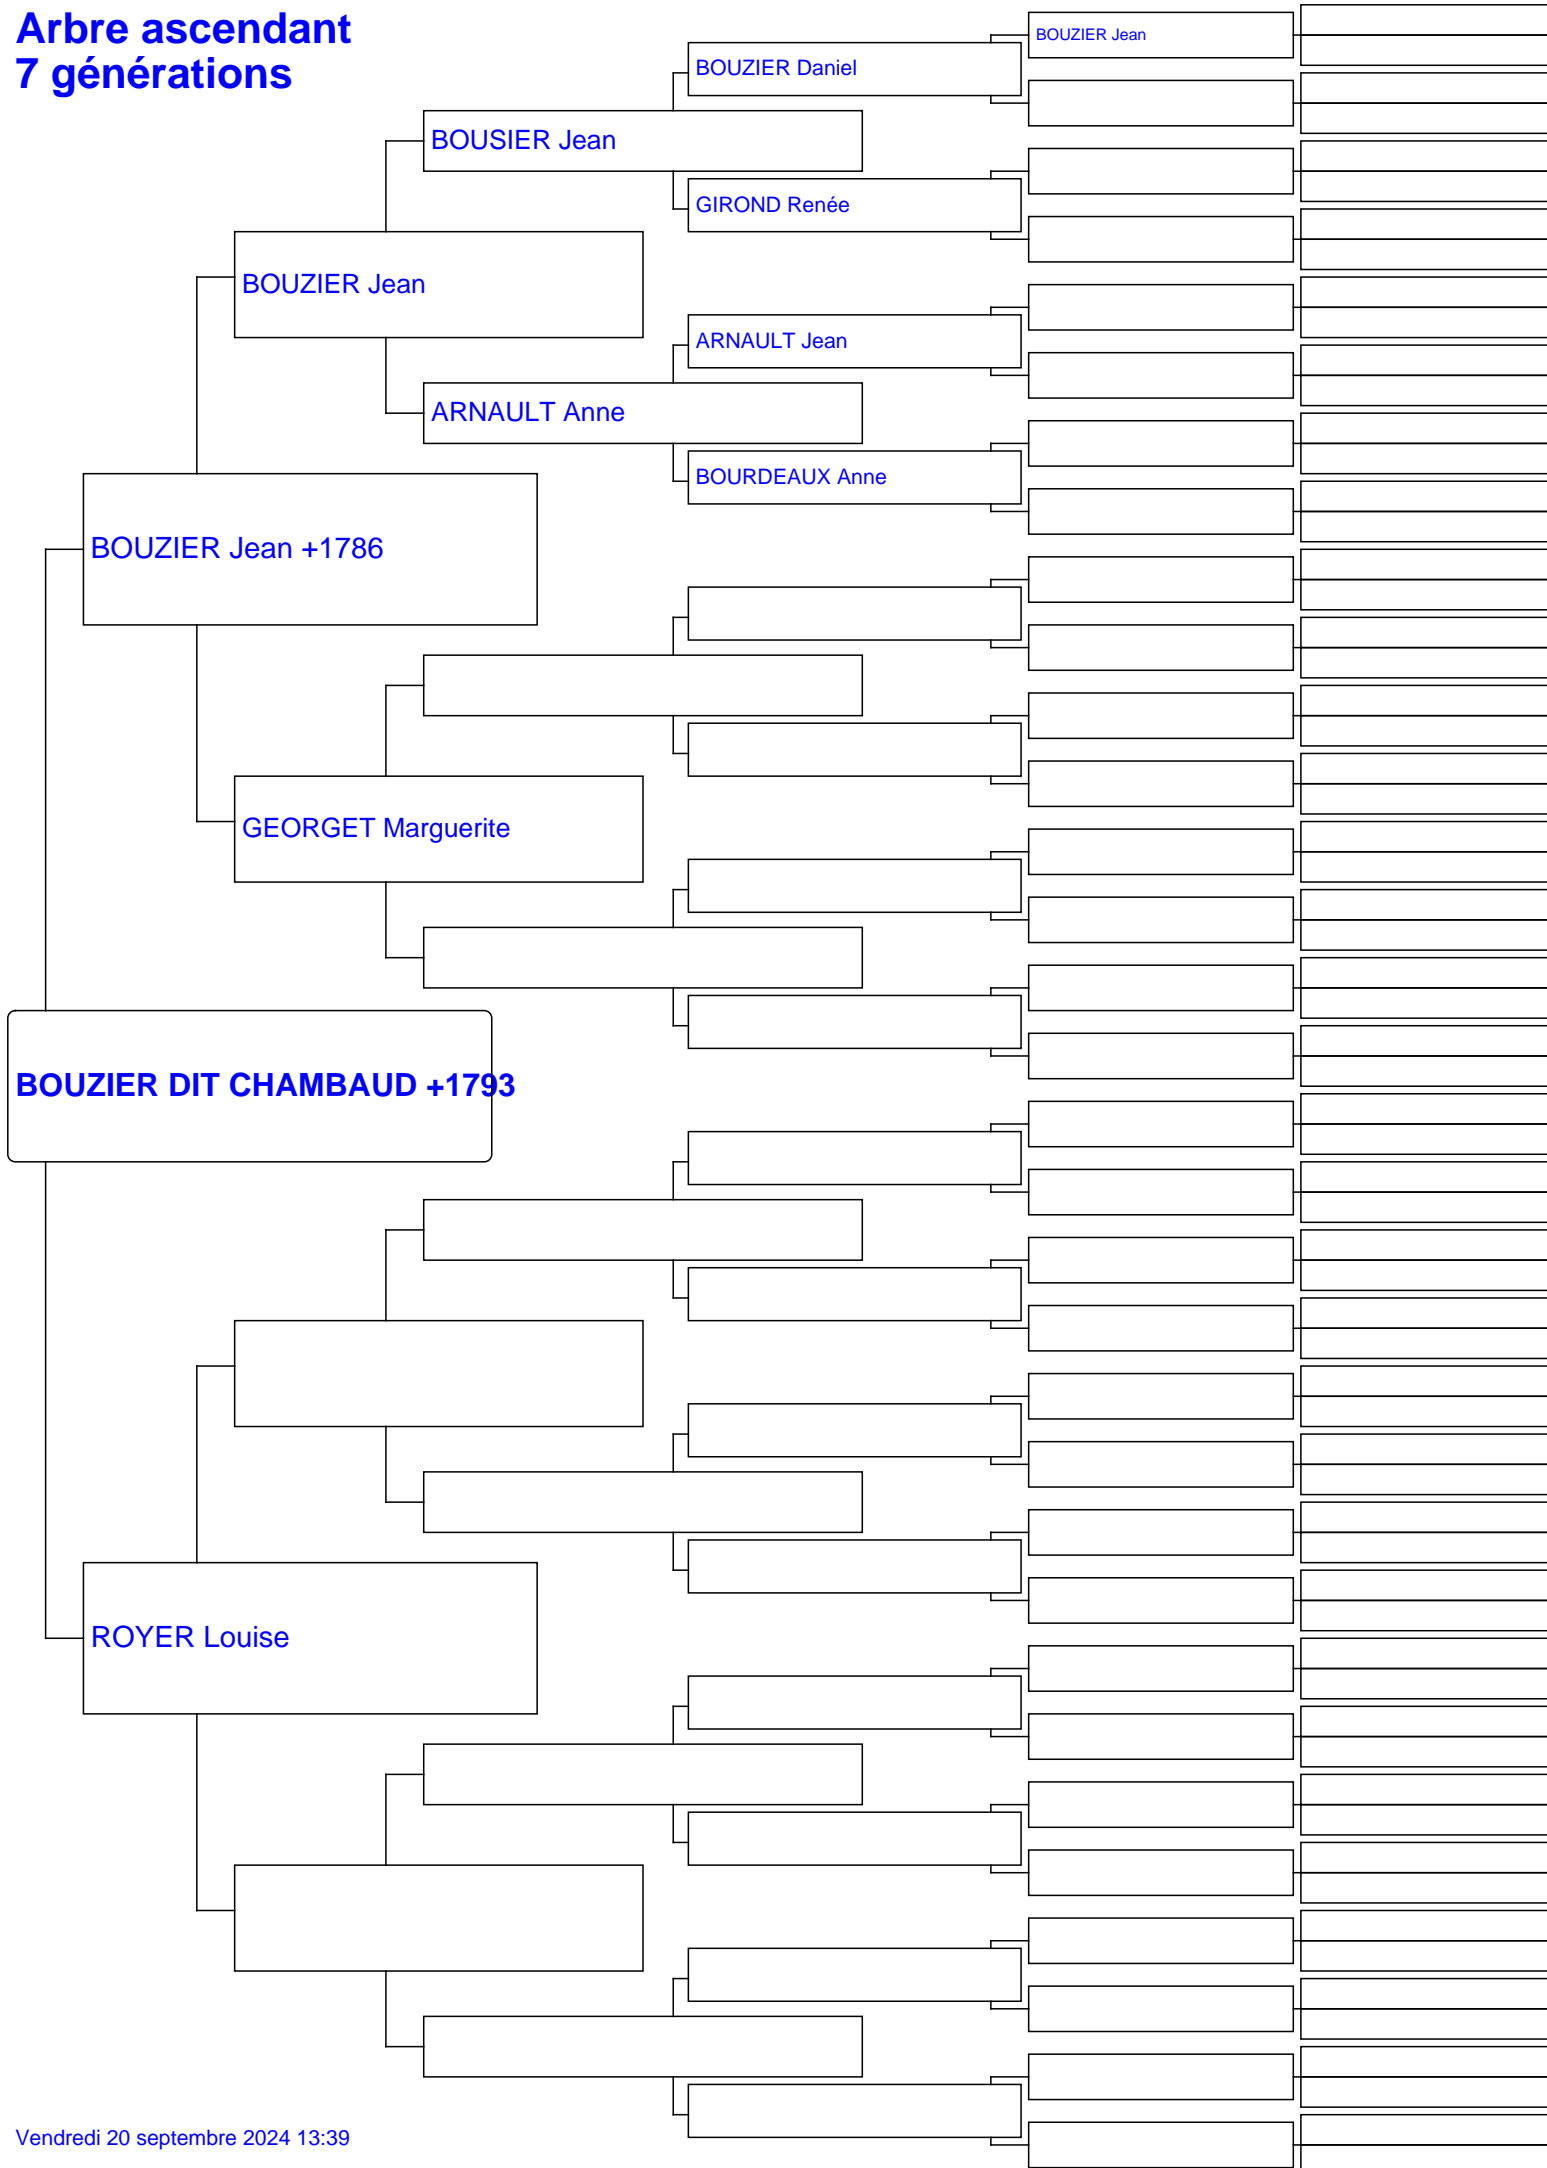 Arbre ascendant
7 générations
BOUZIER Jean
BOUZIER Daniel
BOUSIER Jean
GIROND Renée
BOUZIER Jean
ARNAULT Jean
ARNAULT Anne
BOURDEAUX Anne
BOUZIER Jean +1786
GEORGET Marguerite
BOUZIER DIT CHAMBAUD +1793
ROYER Louise
Vendredi 20 septembre 2024 13:39